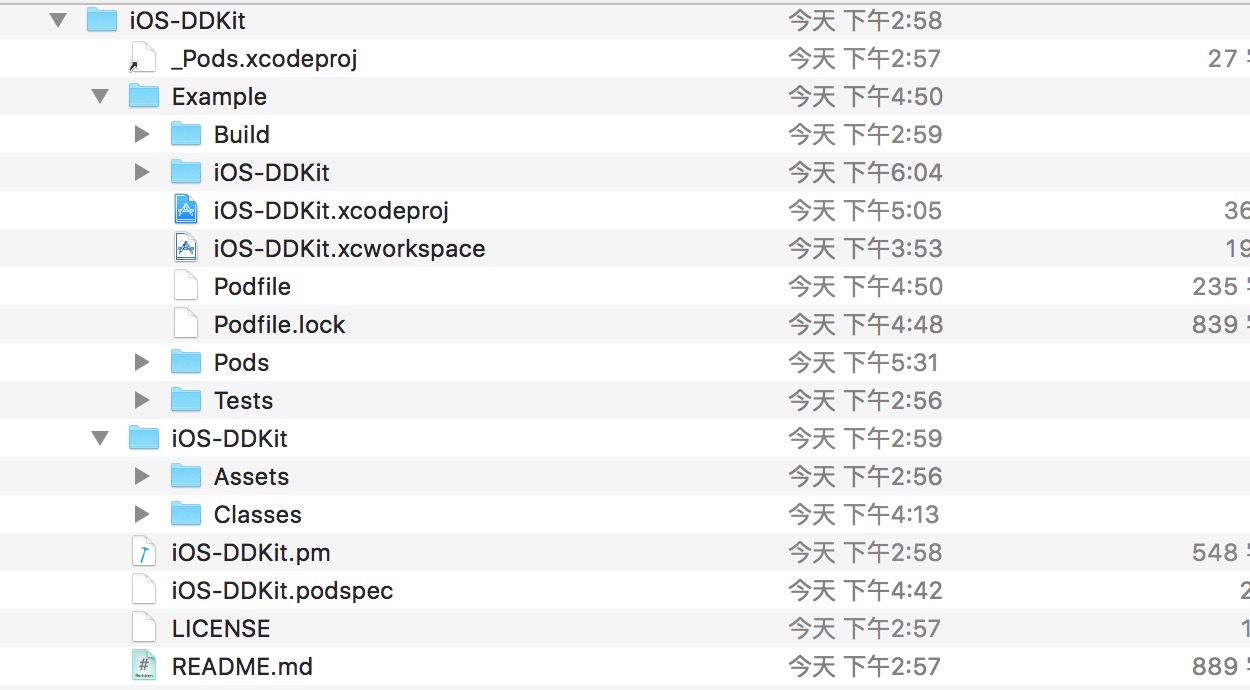 iOS-DDKit 今天 下午2:58
_Pods.xcodeproj 今天 下午2:57 27
Example 今天 下午4:50
Build 今天 下午2:59
iOS-DDKit 今天 下午6:04
iOS-DDKit.xcodeproj 今天 下午5:05 36
iOS-DDKit.xcworkspace 今天 下午3:53 19
Podfile 今天 下午4:50 235
Podfile.lock 今天 下午4:48 839
Pods 今天 下午5:31
Tests 今天 下午2:56
iOS-DDKit 今天 下午2:59
Assets 今天 下午2:56
Classes 今天 下午4:13
iOS-DDKit.pm 今天 下午2:58 548
iOS-DDKit.podspec 今天 下午4:42 2
LICENSE 今天 下午2:57 1
README.md 今天 下午2:57 889